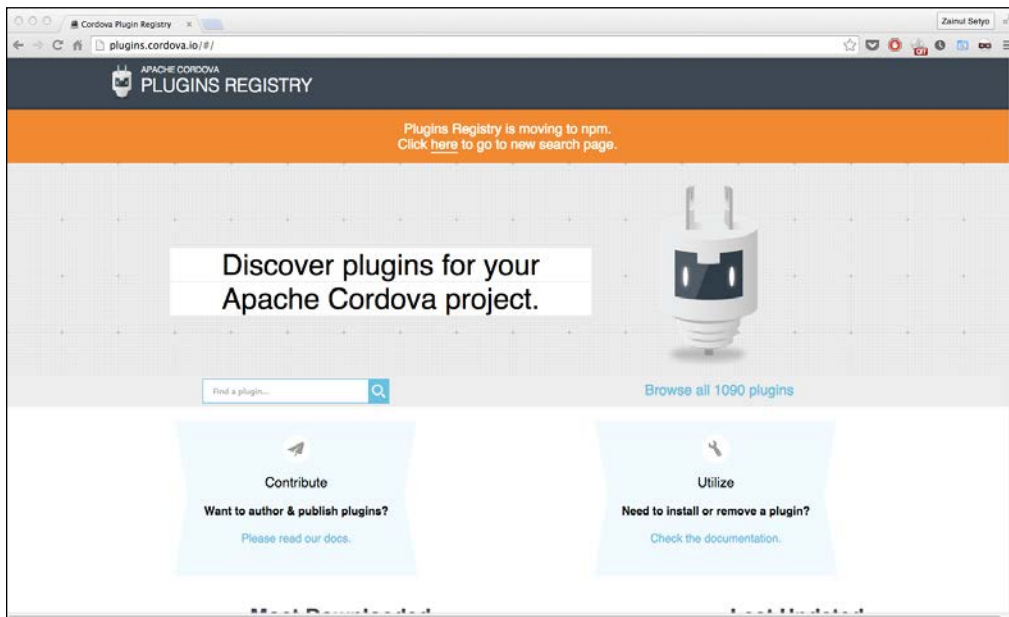 Cordova Plugin Registry
Zainul Setyo
plugins.cordova.io/#/
APACHE CORDOVA
PLUGINS REGISTRY
Plugins Registry is moving to npm.
Click here to go to new search page.
Discover plugins for your
Apache Cordova project.
Find a plugin...
Browse all 1090 plugins
Contribute
Want to author & publish plugins?
Please read our docs.
Utilize
Need to install or remove a plugin?
Check the documentation.